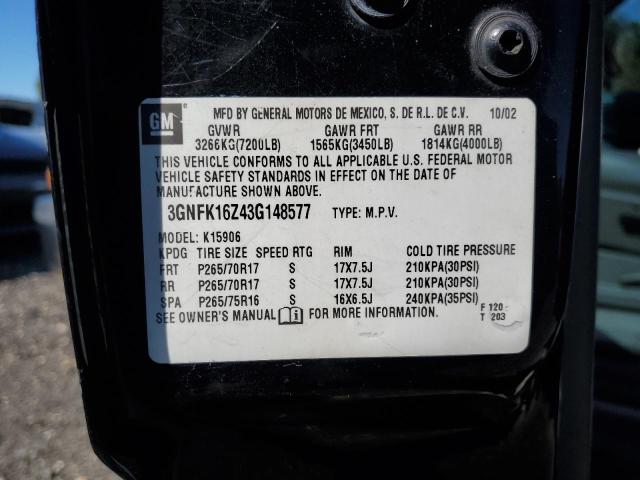 GM ® MFD BY GENERAL MOTORS DE MEXICO, S. DE R.L. DE C.V. 10/02
GVWR GAWR FRT GAWR RR
3266KG(7200LB) 1565KG(3450LB) 1814KG(4000LB)
THIS VEHICLE CONFORMS TO ALL APPLICABLE U.S. FEDERAL MOTOR
VEHICLE SAFETY STANDARDS IN EFFECT ON THE DATE OF
MANUFACTURE SHOWN ABOVE.
3GNFK16Z43G148577 TYPE: M.P.V.
MODEL: K15906
KPDG TIRE SIZE SPEED RTG RIM COLD TIRE PRESSURE
FRT P265/70R17 S 17X7.5J 210KPA(30PSI)
RR P265/70R17 S 17X7.5J 210KPA(30PSI)
SPA P265/75R16 S 16X6.5J 240KPA(35PSI)
SEE OWNER'S MANUAL i FOR MORE INFORMATION.
F 120
T 203